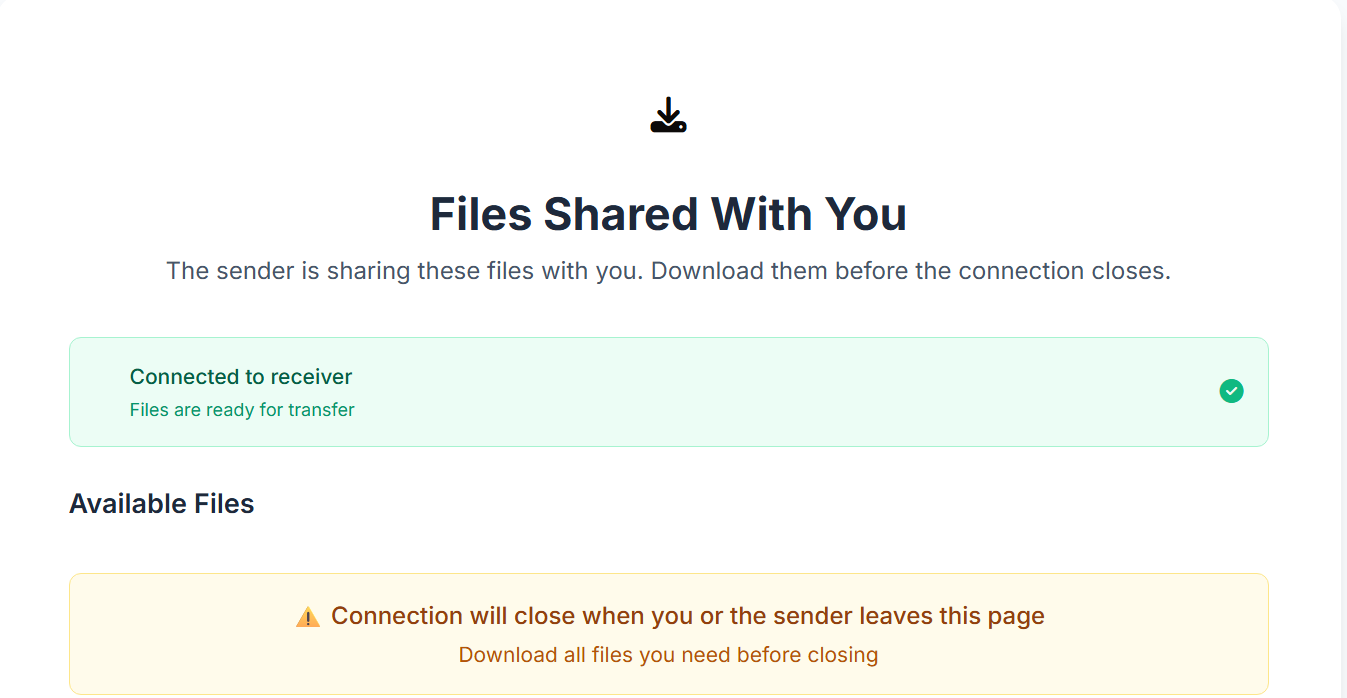 Files Shared With You
The sender is sharing these files with you. Download them before the connection closes.
Connected to receiver
Files are ready for transfer
Available Files
⚠️ Connection will close when you or the sender leaves this page
Download all files you need before closing